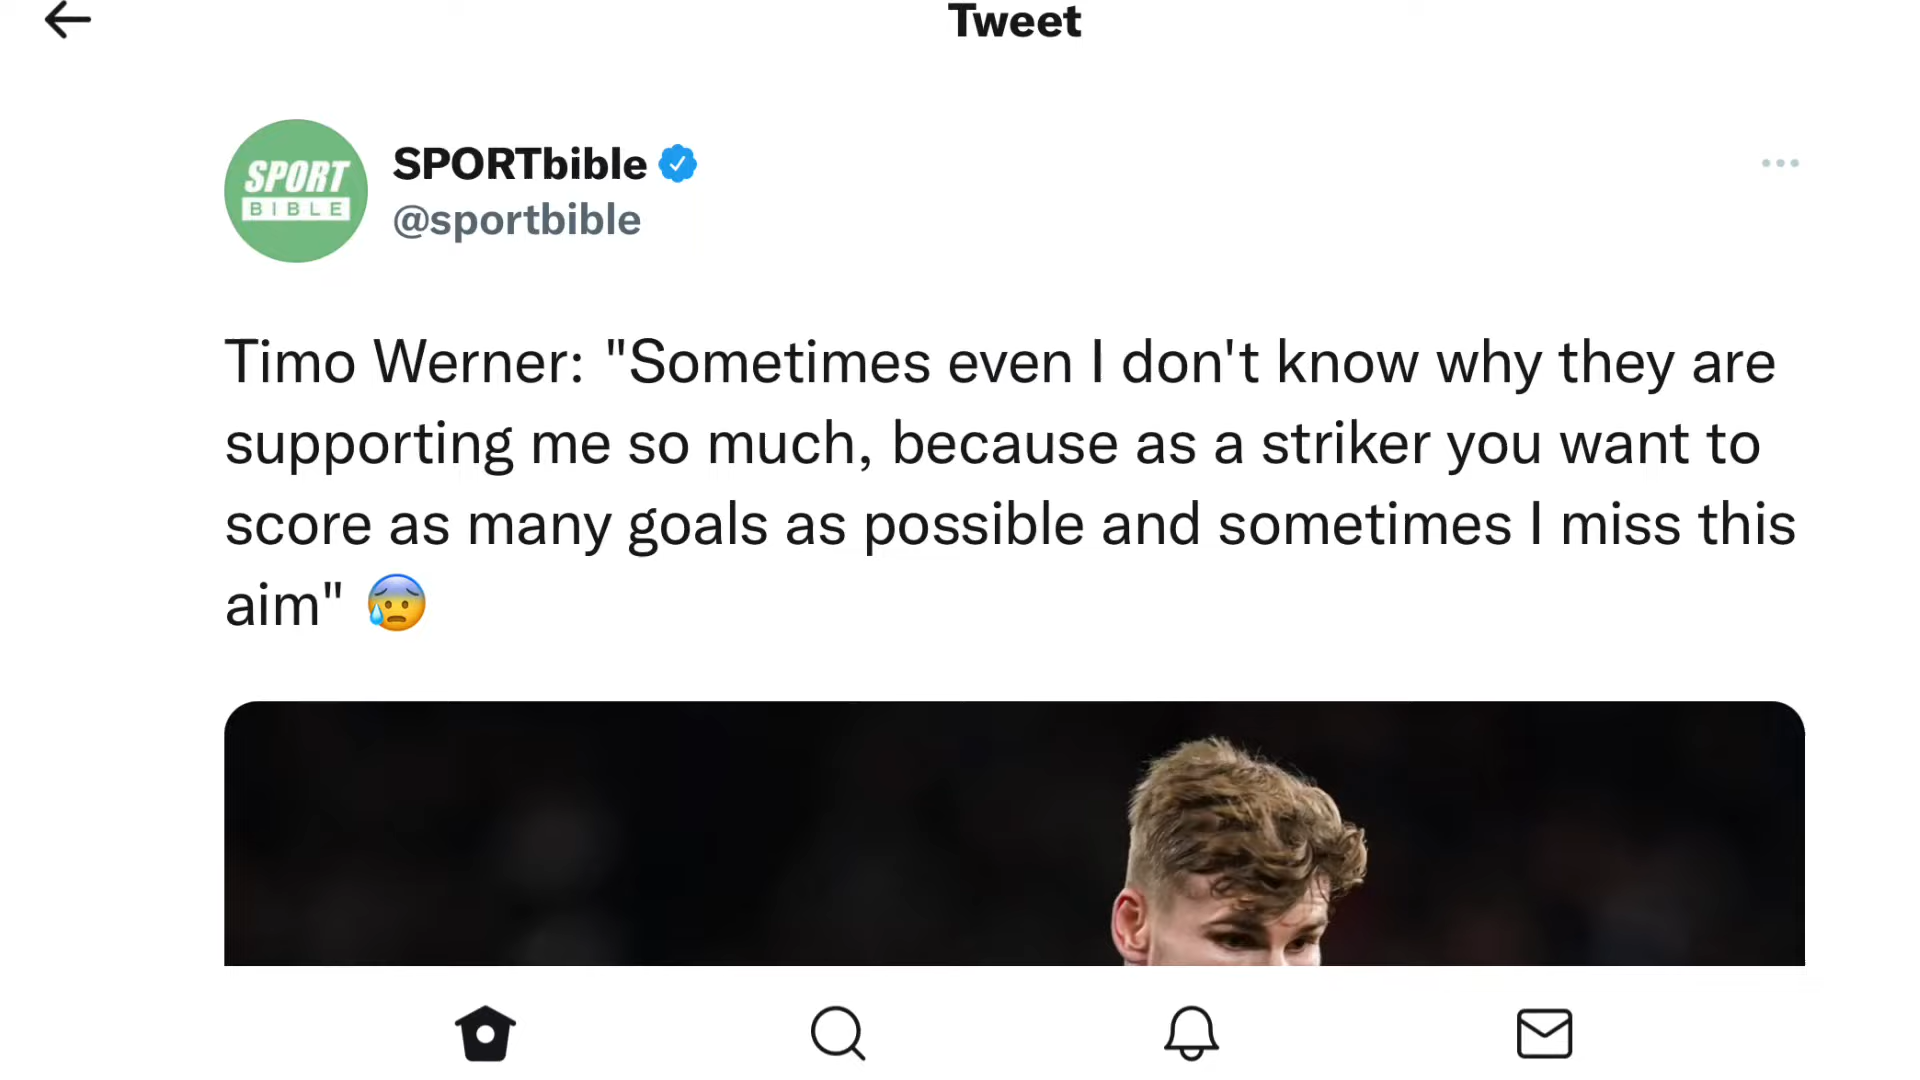 Tweet
SPORT
BIBLE
SPORTbible
@sportbible
Timo Werner: "Sometimes even I don't know why they are
supporting me so much, because as a striker you want to
score as many goals as possible and sometimes I miss this
aim" 😰